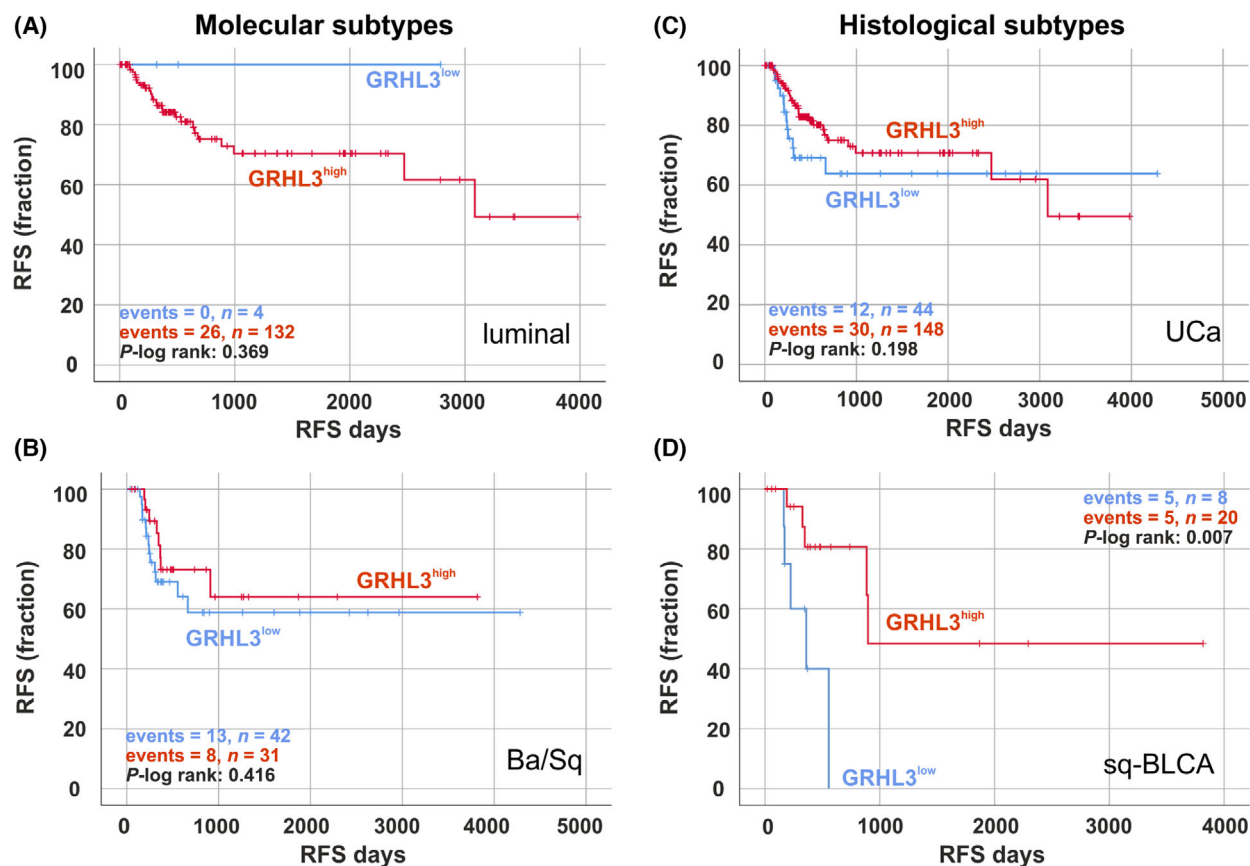 (A)
Molecular subtypes
RFS (fraction)
100
80
60
40
20
0
GRHL3low
GRHL3high
events = 0, n = 4
events = 26, n = 132
P-log rank: 0.369
luminal
0 1000 2000 3000 4000
RFS days
(B)
RFS (fraction)
100
80
60
40
20
0
GRHL3high
GRHL3low
events = 13, n = 42
events = 8, n = 31
P-log rank: 0.416
Ba/Sq
0 1000 2000 3000 4000 5000
RFS days
(C)
Histological subtypes
RFS (fraction)
100
80
60
40
20
0
GRHL3high
GRHL3low
events = 12, n = 44
events = 30, n = 148
P-log rank: 0.198
UCa
0 1000 2000 3000 4000 5000
RFS days
(D)
RFS (fraction)
100
80
60
40
20
0
events = 5, n = 8
events = 5, n = 20
P-log rank: 0.007
GRHL3high
sq-BLCA
GRHL3low
0 1000 2000 3000 4000
RFS days